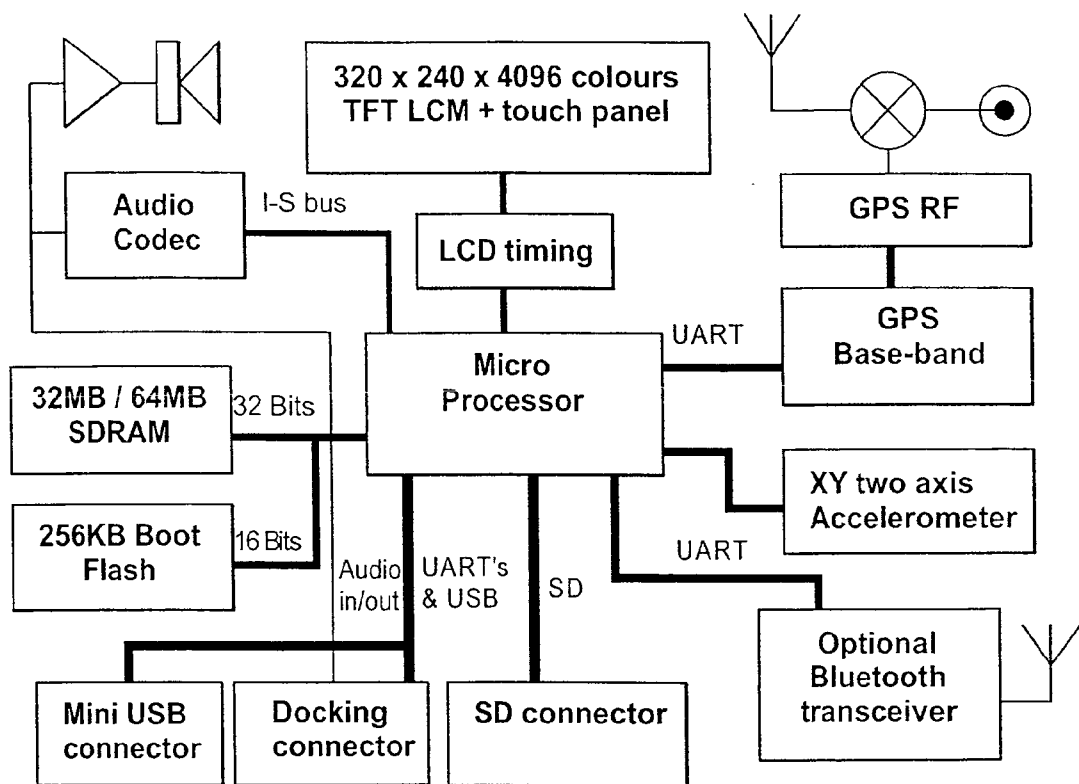 320 x 240 x 4096 colours
TFT LCM + touch panel
Audio
Codec
I-S bus
LCD timing
GPS RF
GPS
Base-band
UART
Micro
Processor
32MB / 64MB
SDRAM
32 Bits
256KB Boot
Flash
16 Bits
XY two axis
Accelerometer
Audio
in/out
UART's
& USB
SD
UART
Optional
Bluetooth
transceiver
Mini USB
connector
Docking
connector
SD connector